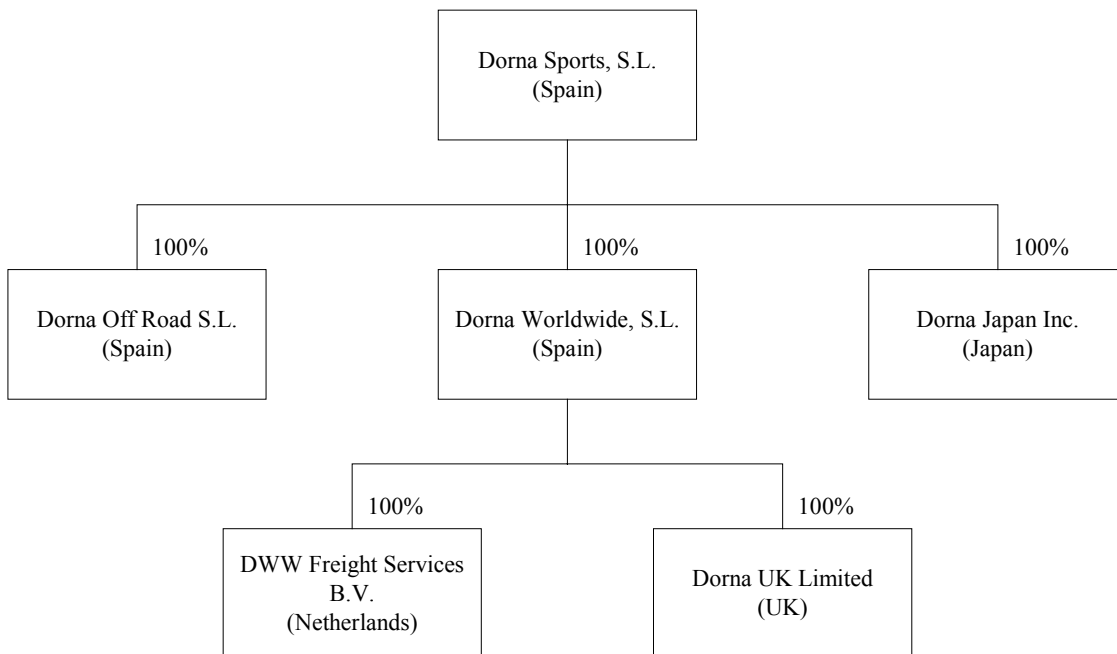 Dorna Sports, S.L.
(Spain)
100%
100%
100%
Dorna Off Road S.L.
(Spain)
Dorna Worldwide, S.L.
(Spain)
Dorna Japan Inc.
(Japan)
100%
100%
DWW Freight Services
B.V.
(Netherlands)
Dorna UK Limited
(UK)